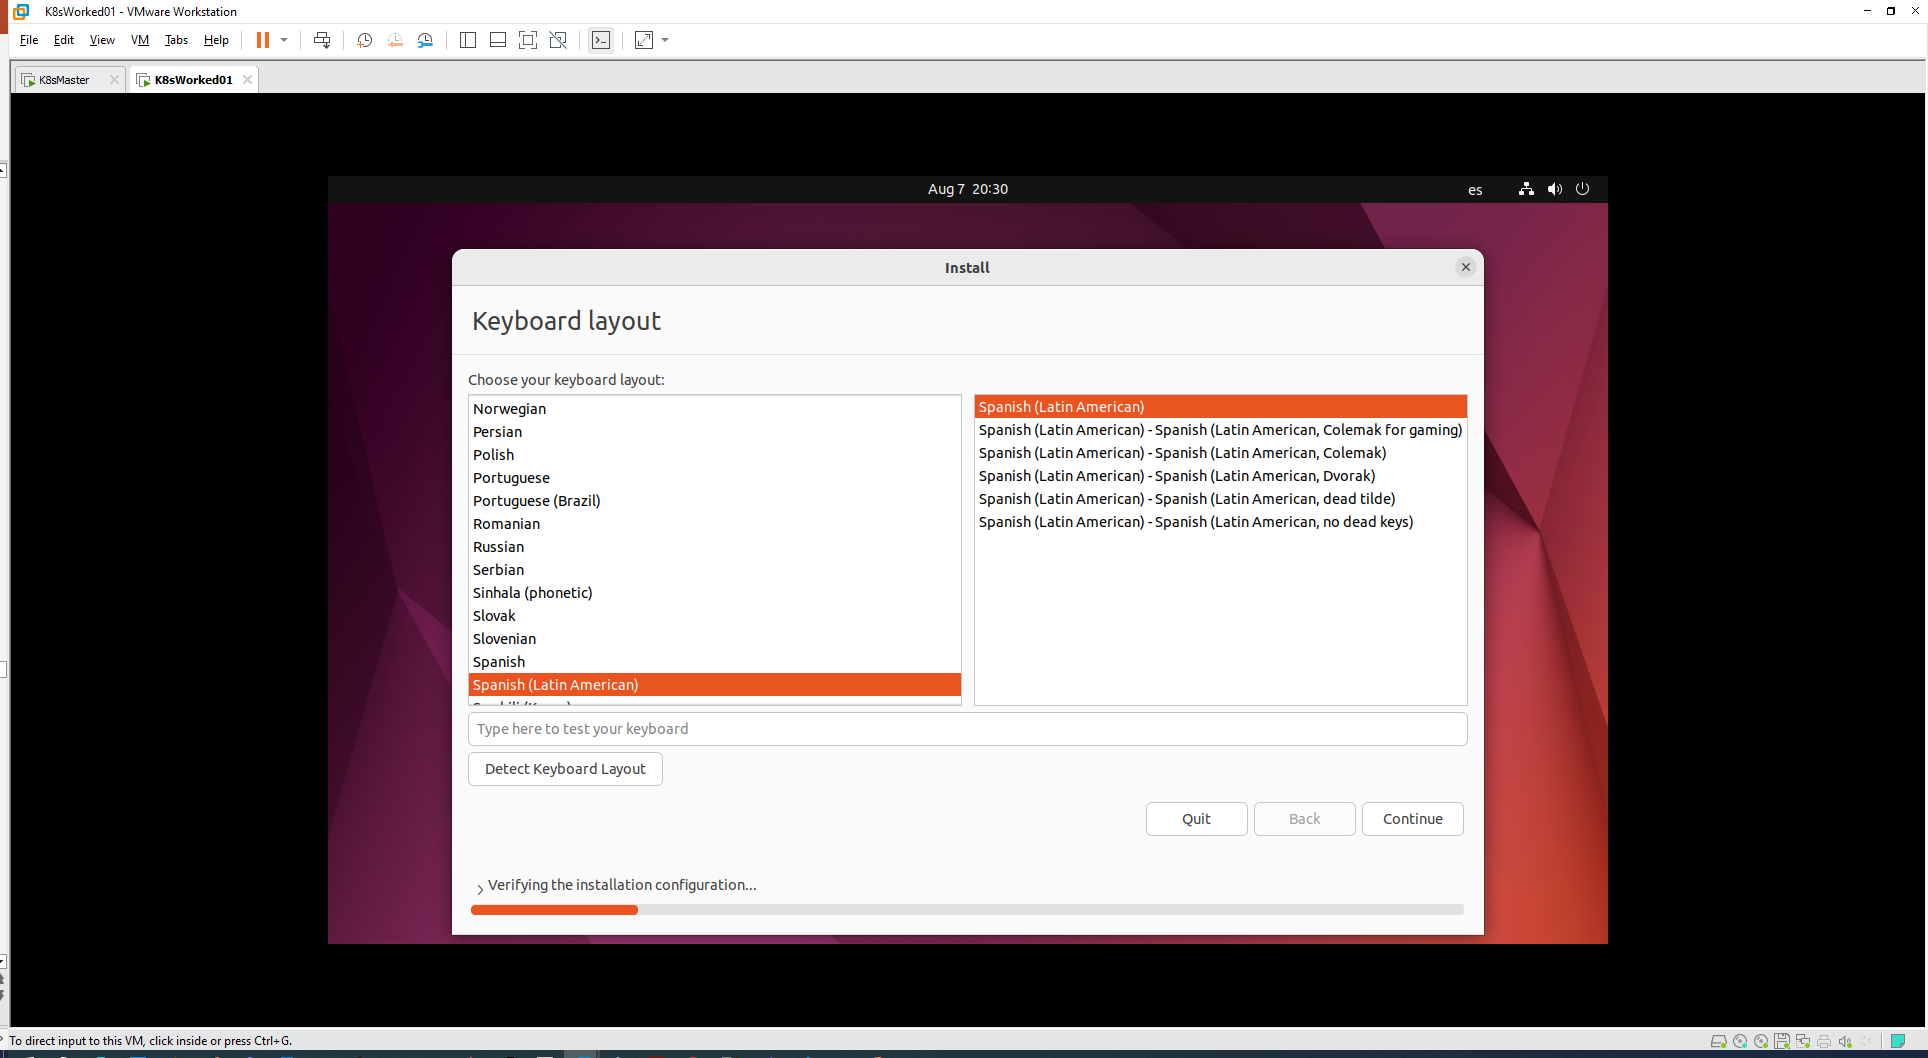 K8sWorked01 - VMware Workstation
File Edit View VM Tabs Help
K8sMaster K8sWorked01
Aug 7 20:30 es
Install
Keyboard layout
Choose your keyboard layout:
Norwegian
Persian
Polish
Portuguese
Portuguese (Brazil)
Romanian
Russian
Serbian
Sinhala (phonetic)
Slovak
Slovenian
Spanish
Spanish (Latin American)
Spanish (Latin American)
Spanish (Latin American) - Spanish (Latin American, Colemak for gaming)
Spanish (Latin American) - Spanish (Latin American, Colemak)
Spanish (Latin American) - Spanish (Latin American, Dvorak)
Spanish (Latin American) - Spanish (Latin American, dead tilde)
Spanish (Latin American) - Spanish (Latin American, no dead keys)
Type here to test your keyboard
Detect Keyboard Layout
Quit Back Continue
Verifying the installation configuration...
To direct input to this VM, click inside or press Ctrl+G.